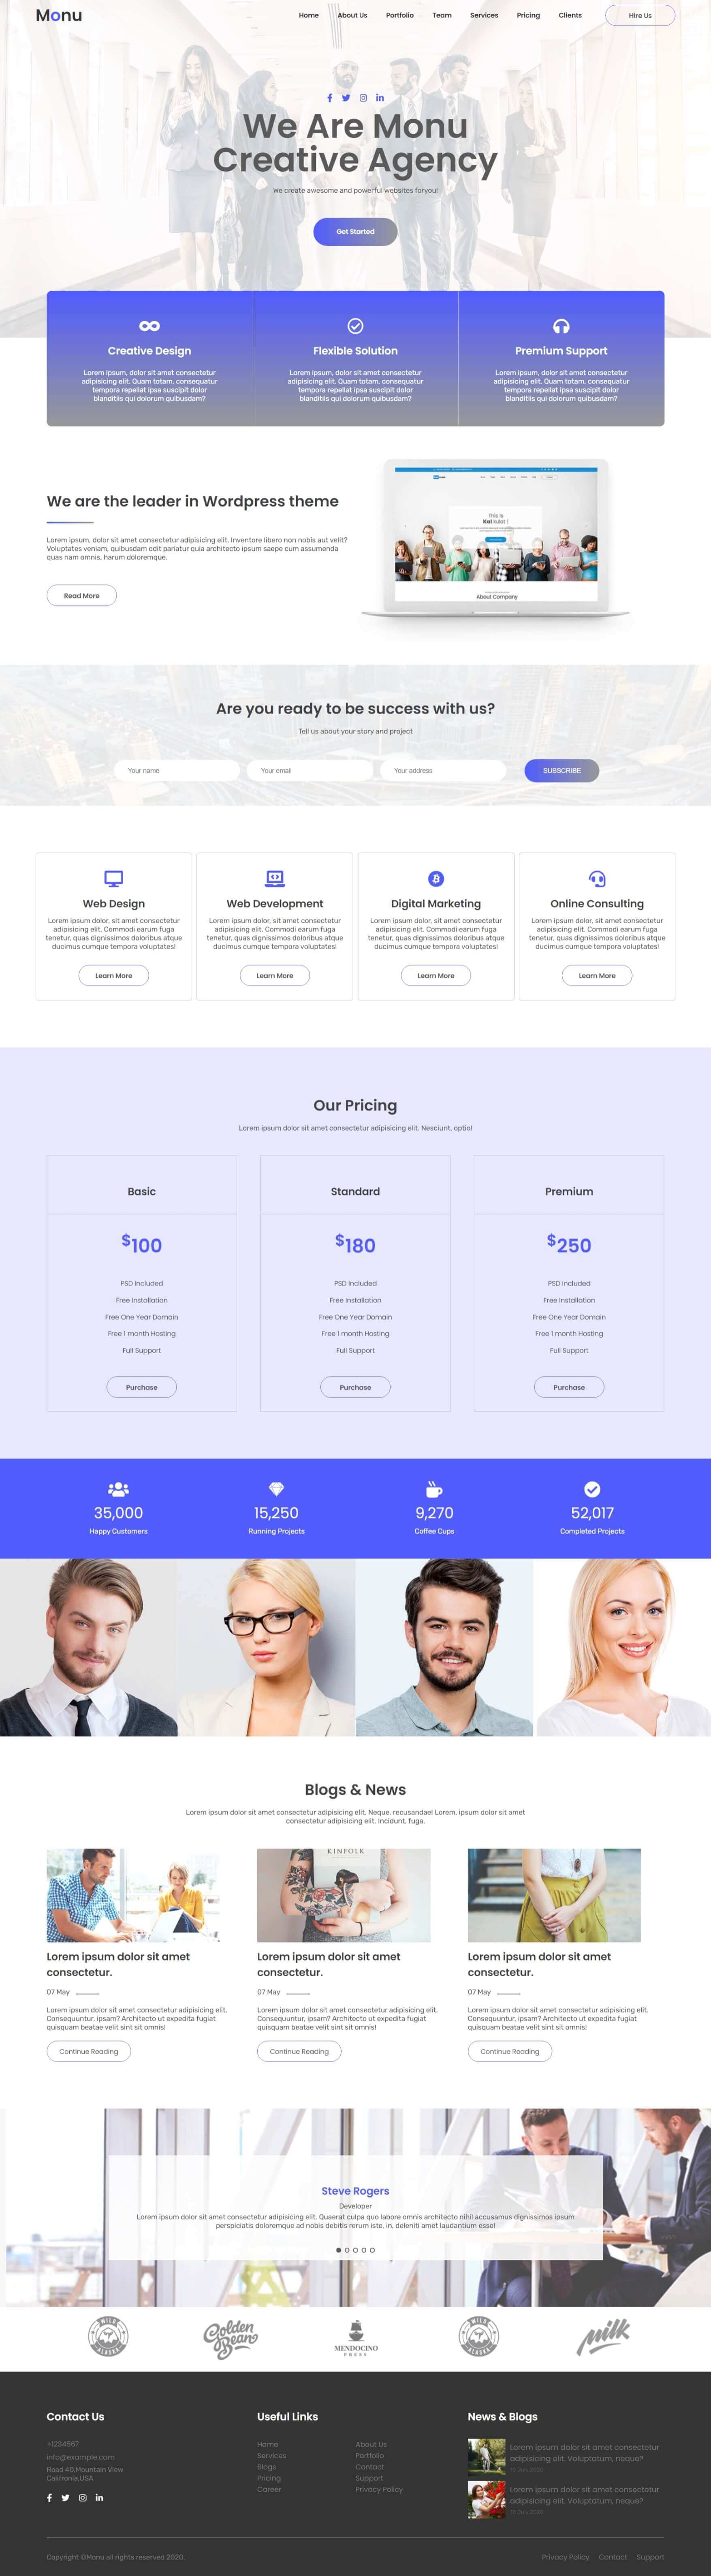 Monu
Home About Us Portfolio Team Services Pricing Clients Hire Us
We Are Monu
Creative Agency
We create awesome and powerful websites foryou!
Get Started
Creative Design
Lorem ipsum, dolor sit amet consectetur
adipisicing elit. Quam totam, consequatur
tempora repellat ipsa suscipit dolor
blanditiis qui dolorum quibusdam?
Flexible Solution
Lorem ipsum, dolor sit amet consectetur
adipisicing elit. Quam totam, consequatur
tempora repellat ipsa suscipit dolor
blanditiis qui dolorum quibusdam?
Premium Support
Lorem ipsum, dolor sit amet consectetur
adipisicing elit. Quam totam, consequatur
tempora repellat ipsa suscipit dolor
blanditiis qui dolorum quibusdam?
We are the leader in Wordpress theme
Lorem ipsum, dolor sit amet consectetur adipisicing elit. Inventore libero non nobis aut velit?
Voluptates veniam, quibusdam odit pariatur quia architecto ipsum saepe cum assumenda
quas nam omnis, harum doloremque.
Read More
This is
Kal kulat !
About Company
Are you ready to be success with us?
Tell us about your story and project
Your name Your email Your address SUBSCRIBE
Web Design
Lorem ipsum dolor, sit amet consectetur
adipisicing elit. Commodi earum fuga
tenetur, quas dignissimos doloribus atque
ducimus cumque tempora voluptates!
Learn More
Web Development
Lorem ipsum dolor, sit amet consectetur
adipisicing elit. Commodi earum fuga
tenetur, quas dignissimos doloribus atque
ducimus cumque tempora voluptates!
Learn More
Digital Marketing
Lorem ipsum dolor, sit amet consectetur
adipisicing elit. Commodi earum fuga
tenetur, quas dignissimos doloribus atque
ducimus cumque tempora voluptates!
Learn More
Online Consulting
Lorem ipsum dolor, sit amet consectetur
adipisicing elit. Commodi earum fuga
tenetur, quas dignissimos doloribus atque
ducimus cumque tempora voluptates!
Learn More
Our Pricing
Lorem ipsum dolor sit amet consectetur adipisicing elit. Nesciunt, optio!
Basic
$100
PSD Included
Free Installation
Free One Year Domain
Free 1 month Hosting
Full Support
Purchase
Standard
$180
PSD Included
Free Installation
Free One Year Domain
Free 1 month Hosting
Full Support
Purchase
Premium
$250
PSD Included
Free Installation
Free One Year Domain
Free 1 month Hosting
Full Support
Purchase
35,000
Happy Customers
15,250
Running Projects
9,270
Coffee Cups
52,017
Completed Projects
Blogs & News
Lorem ipsum dolor sit amet consectetur adipisicing elit. Neque, recusandae! Lorem, ipsum dolor sit amet
consectetur adipisicing elit. Incidunt, fuga.
Lorem ipsum dolor sit amet
consectetur.
07 May
Lorem ipsum dolor sit amet consectetur adipisicing elit.
Consequuntur, ipsam? Architecto ut expedita fugiat
quisquam beatae velit sint sit omnis!
Continue Reading
KINFOLK
Lorem ipsum dolor sit amet
consectetur.
07 May
Lorem ipsum dolor sit amet consectetur adipisicing elit.
Consequuntur, ipsam? Architecto ut expedita fugiat
quisquam beatae velit sint sit omnis!
Continue Reading
Lorem ipsum dolor sit amet
consectetur.
07 May
Lorem ipsum dolor sit amet consectetur adipisicing elit.
Consequuntur, ipsam? Architecto ut expedita fugiat
quisquam beatae velit sint sit omnis!
Continue Reading
Steve Rogers
Developer
Lorem ipsum dolor sit amet consectetur adipisicing elit. Quaerat culpa quo labore omnis architecto nihil accusamus dignissimos ipsum
perspiciatis doloremque ad nobis debitis rerum iste, in, deleniti amet laudantium esse!
WILD
ALASKA
Golden
Bean
MENDOCINO
PRESS
WILD
ALASKA
milk
Contact Us
+1234567
info@example.com
Road 40,Mountain View
Califronia,USA
Useful Links
Home
Services
Blogs
Pricing
Career
About Us
Portfolio
Contact
Support
Privacy Policy
News & Blogs
Lorem ipsum dolor sit amet consectetur
adipisicing elit. Voluptatum, neque?
Lorem ipsum dolor sit amet consectetur
adipisicing elit. Voluptatum, neque?
Copyright ©Monu all rights reserved 2020.
Privacy Policy Contact Support